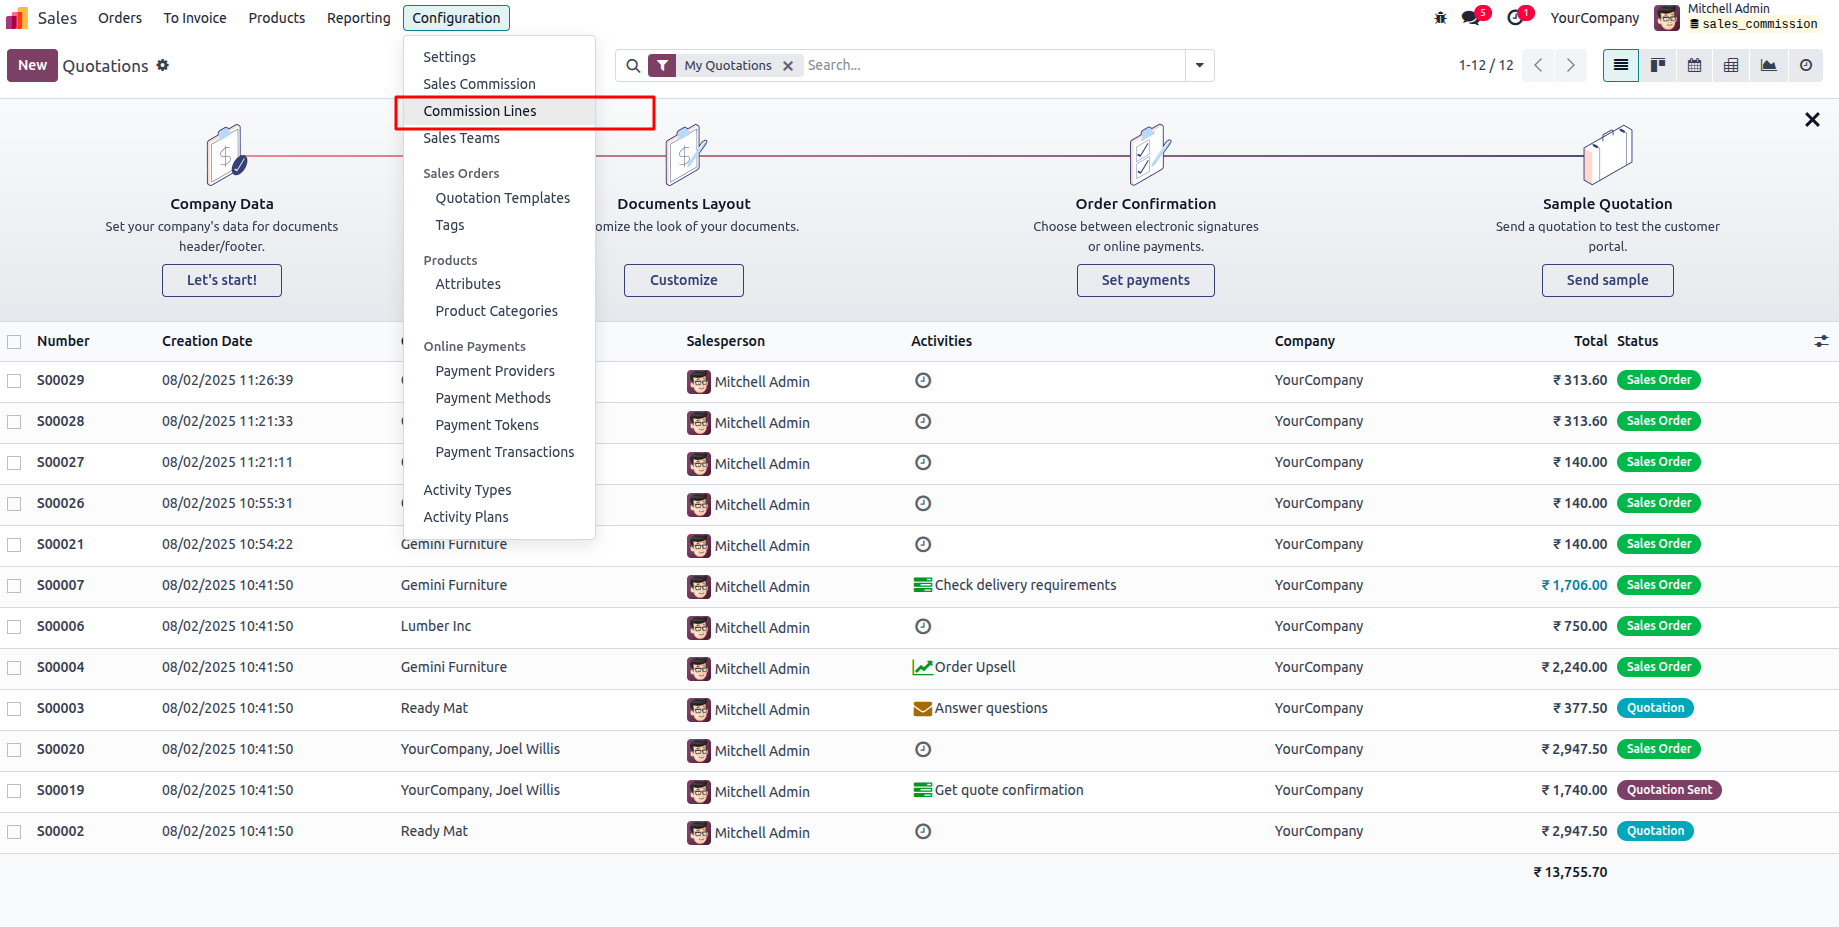 Sales Orders To Invoice Products Reporting Configuration 5 1 YourCompany Mitchell Admin
sales_commission
New Quotations My Quotations Search... 1-12 / 12
Settings
Sales Commission
Commission Lines
Sales Teams
Sales Orders
Quotation Templates
Tags
Products
Attributes
Product Categories
Online Payments
Payment Providers
Payment Methods
Payment Tokens
Payment Transactions
Activity Types
Activity Plans
Company Data
Set your company's data for documents
header/footer.
Let's start!
Documents Layout
omize the look of your documents.
Customize
Order Confirmation
Choose between electronic signatures
or online payments.
Set payments
Sample Quotation
Send a quotation to test the customer
portal.
Send sample
Number Creation Date Salesperson Activities Company Total Status
S00029 08/02/2025 11:26:39 Mitchell Admin YourCompany ₹ 313.60 Sales Order
S00028 08/02/2025 11:21:33 Mitchell Admin YourCompany ₹ 313.60 Sales Order
S00027 08/02/2025 11:21:11 Mitchell Admin YourCompany ₹ 140.00 Sales Order
S00026 08/02/2025 10:55:31 Mitchell Admin YourCompany ₹ 140.00 Sales Order
S00021 08/02/2025 10:54:22 Gemini Furniture Mitchell Admin YourCompany ₹ 140.00 Sales Order
S00007 08/02/2025 10:41:50 Gemini Furniture Mitchell Admin Check delivery requirements YourCompany ₹ 1,706.00 Sales Order
S00006 08/02/2025 10:41:50 Lumber Inc Mitchell Admin YourCompany ₹ 750.00 Sales Order
S00004 08/02/2025 10:41:50 Gemini Furniture Mitchell Admin Order Upsell YourCompany ₹ 2,240.00 Sales Order
S00003 08/02/2025 10:41:50 Ready Mat Mitchell Admin Answer questions YourCompany ₹ 377.50 Quotation
S00020 08/02/2025 10:41:50 YourCompany, Joel Willis Mitchell Admin YourCompany ₹ 2,947.50 Sales Order
S00019 08/02/2025 10:41:50 YourCompany, Joel Willis Mitchell Admin Get quote confirmation YourCompany ₹ 1,740.00 Quotation Sent
S00002 08/02/2025 10:41:50 Ready Mat Mitchell Admin YourCompany ₹ 2,947.50 Quotation
₹ 13,755.70